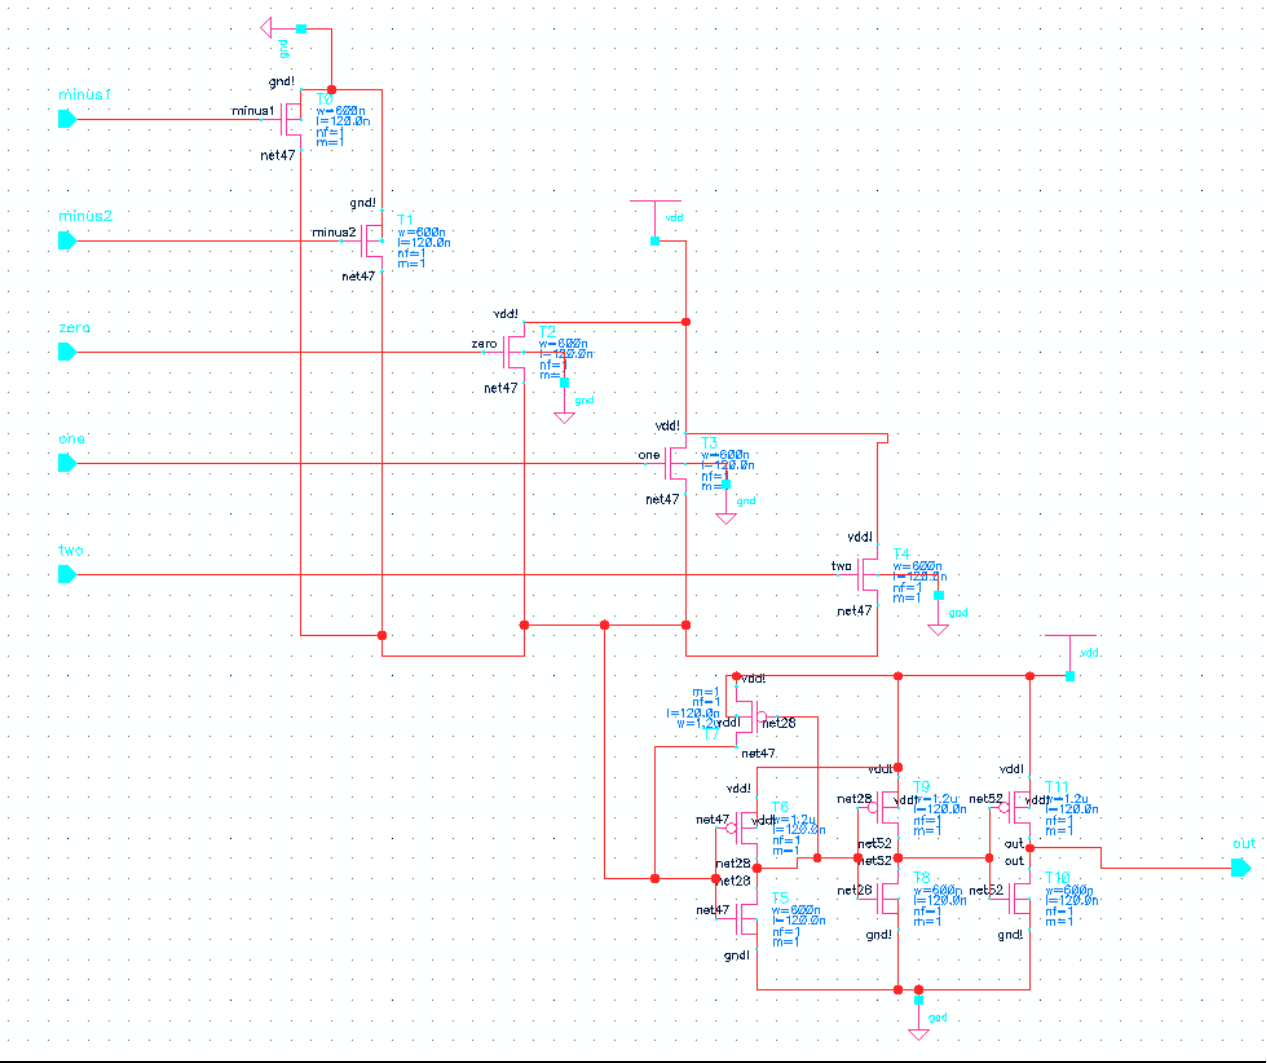 gnd
gnd!
minus1
minus1
T0
w=600n
l=120.0n
nf=1
m=1
net47
gnd!
minus2
minus2
T1
w=600n
l=120.0n
nf=1
m=1
net47
vdd
vdd!
zero
zero
T2
w=600n
l=120.0n
nf=1
net47
gnd
vdd!
one
one
T3
w=600n
l=120.0n
nf=1
net47
gnd
vdd!
two
two
T4
w=600n
l=120.0n
nf=1
m=1
net47
gnd
vdd
vdd!
m=1
nf=1
l=120.0n
w=1.2u
vdd!
net28
T7
net47
vdd!
vdd!
vdd!
net47
T6
w=1.2u
l=120.0n
nf=1
m=1
vdd!
net28
net28
T9
w=1.2u
l=120.0n
nf=1
m=1
vdd!
net52
net52
net52
T11
w=1.2u
l=120.0n
nf=1
m=1
vdd!
out
out
out
net28
net47
T5
w=600n
l=120.0n
nf=1
m=1
gnd!
net28
T8
w=600n
l=120.0n
nf=1
m=1
gnd!
net52
T10
w=600n
l=120.0n
nf=1
m=1
gnd!
gnd